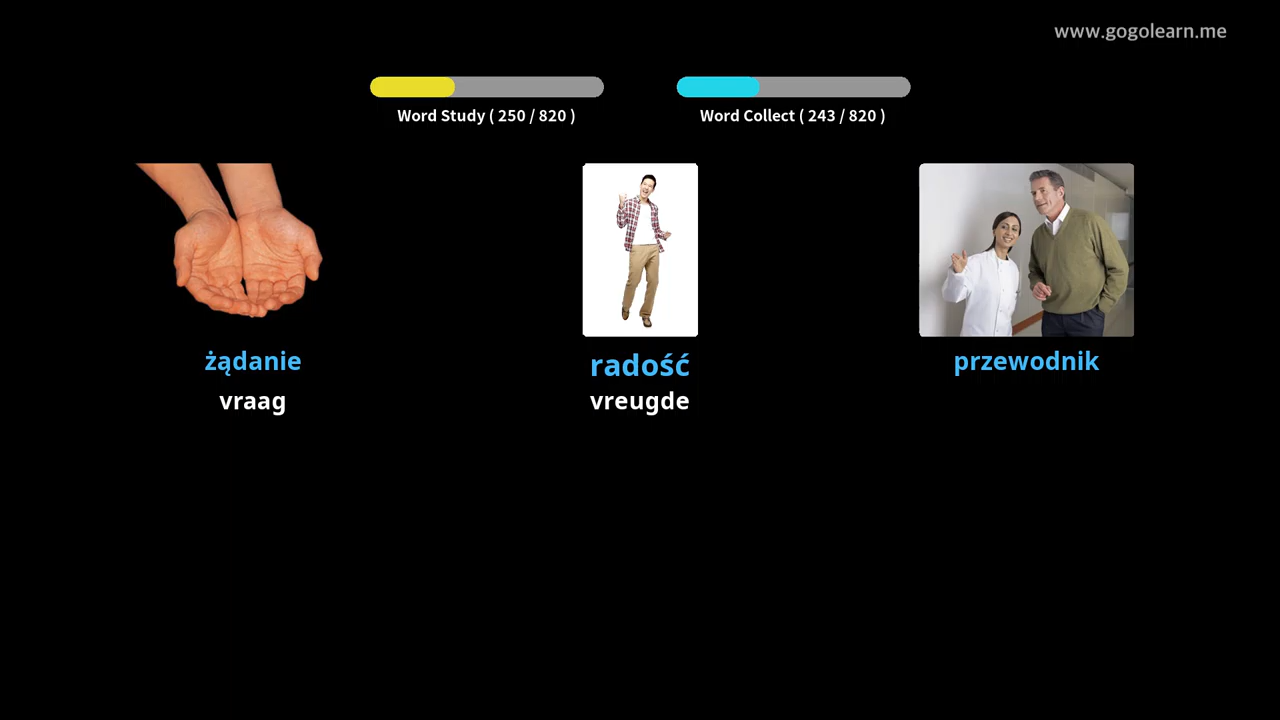 www.gogolearn.me
Word Study ( 250 / 820 )
Word Collect ( 243 / 820 )
żądanie
radość
przewodnik
vraag
vreugde